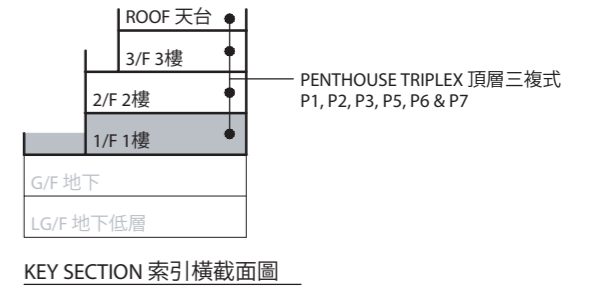 ROOF 天台
3/F 3樓
PENTHOUSE TRIPLEX 頂層三複式
P1, P2, P3, P5, P6 & P7
2/F 2樓
1/F 1樓
G/F 地下
LG/F 地下低層
KEY SECTION 索引橫截面圖